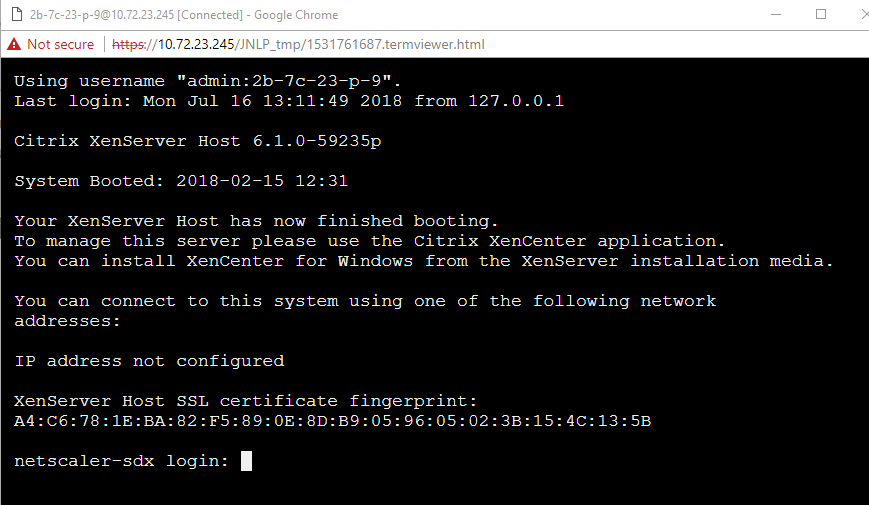 2b-7c-23-p-9@10.72.23.245 [Connected] - Google Chrome
Not secure https://10.72.23.245/JNLP_tmp/1531761687.termviewer.html
Using username "admin:2b-7c-23-p-9".
Last login: Mon Jul 16 13:11:49 2018 from 127.0.0.1
Citrix XenServer Host 6.1.0-59235p
System Booted: 2018-02-15 12:31
Your XenServer Host has now finished booting.
To manage this server please use the Citrix XenCenter application.
You can install XenCenter for Windows from the XenServer installation media.
You can connect to this system using one of the following network
addresses:
IP address not configured
XenServer Host SSL certificate fingerprint:
A4:C6:78:1E:BA:82:F5:89:0E:8D:B9:05:96:05:02:3B:15:4C:13:5B
netscaler-sdx login: